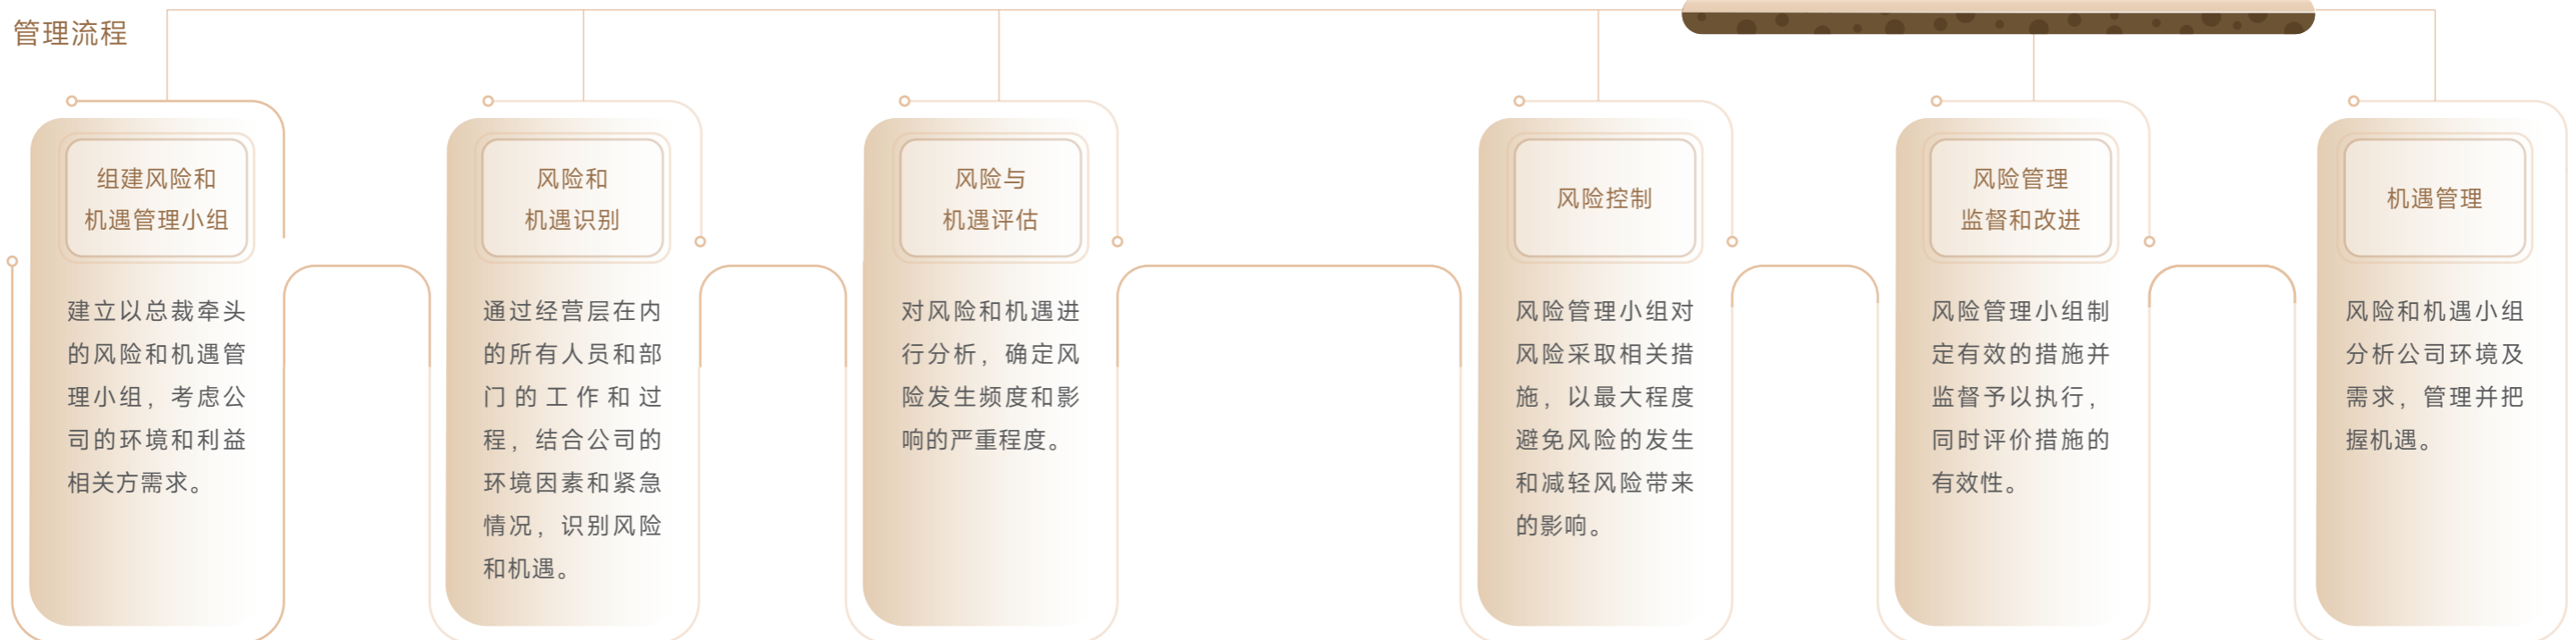 管理流程
组建风险和
机遇管理小组
建立以总裁牵头
的风险和机遇管
理小组，考虑公
司的环境和利益
相关方需求。
风险和
机遇识别
通过经营层在内
的所有人员和部
门的工作和过
程，结合公司的
环境因素和紧急
情况，识别风险
和机遇。
风险与
机遇评估
对风险和机遇进
行分析，确定风
险发生频度和影
响的严重程度。
风险控制
风险管理小组对
风险采取相关措
施，以最大程度
避免风险的发生
和减轻风险带来
的影响。
风险管理
监督和改进
风险管理小组制
定有效的措施并
监督予以执行，
同时评价措施的
有效性。
机遇管理
风险和机遇小组
分析公司环境及
需求，管理并把
握机遇。